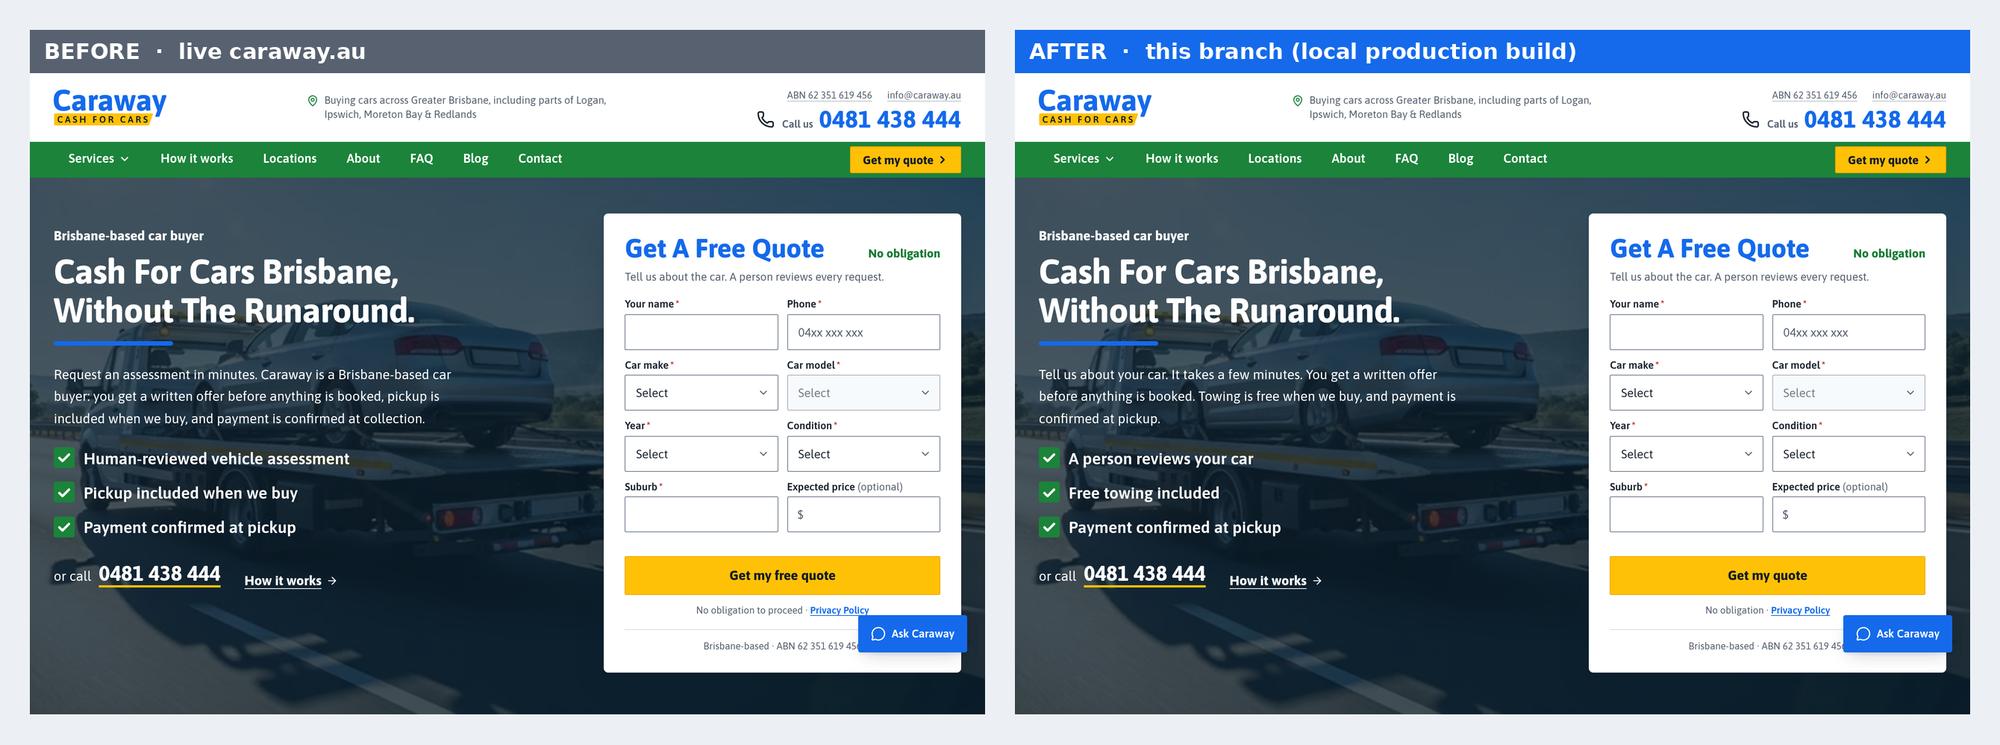 BEFORE · live caraway.au
Caraway
CASH FOR CARS
Buying cars across Greater Brisbane, including parts of Logan,
Ipswich, Moreton Bay & Redlands
ABN 62 351 619 456 info@caraway.au
Call us 0481 438 444
Services How it works Locations About FAQ Blog Contact Get my quote
Brisbane-based car buyer
Cash For Cars Brisbane,
Without The Runaround.
Request an assessment in minutes. Caraway is a Brisbane-based car
buyer: you get a written offer before anything is booked, pickup is
included when we buy, and payment is confirmed at collection.
Human-reviewed vehicle assessment
Pickup included when we buy
Payment confirmed at pickup
or call 0481 438 444 How it works →
Get A Free Quote No obligation
Tell us about the car. A person reviews every request.
Your name* Phone*
04xx xxx xxx
Car make* Car model*
Select Select
Year* Condition*
Select Select
Suburb* Expected price (optional)
$
Get my free quote
No obligation to proceed · Privacy Policy
Ask Caraway
Brisbane-based · ABN 62 351 619 45
AFTER · this branch (local production build)
Caraway
CASH FOR CARS
Buying cars across Greater Brisbane, including parts of Logan,
Ipswich, Moreton Bay & Redlands
ABN 62 351 619 456 info@caraway.au
Call us 0481 438 444
Services How it works Locations About FAQ Blog Contact Get my quote
Brisbane-based car buyer
Cash For Cars Brisbane,
Without The Runaround.
Tell us about your car. It takes a few minutes. You get a written offer
before anything is booked. Towing is free when we buy, and payment is
confirmed at pickup.
A person reviews your car
Free towing included
Payment confirmed at pickup
or call 0481 438 444 How it works →
Get A Free Quote No obligation
Tell us about the car. A person reviews every request.
Your name* Phone*
04xx xxx xxx
Car make* Car model*
Select Select
Year* Condition*
Select Select
Suburb* Expected price (optional)
$
Get my quote
No obligation · Privacy Policy
Ask Caraway
Brisbane-based · ABN 62 351 619 45